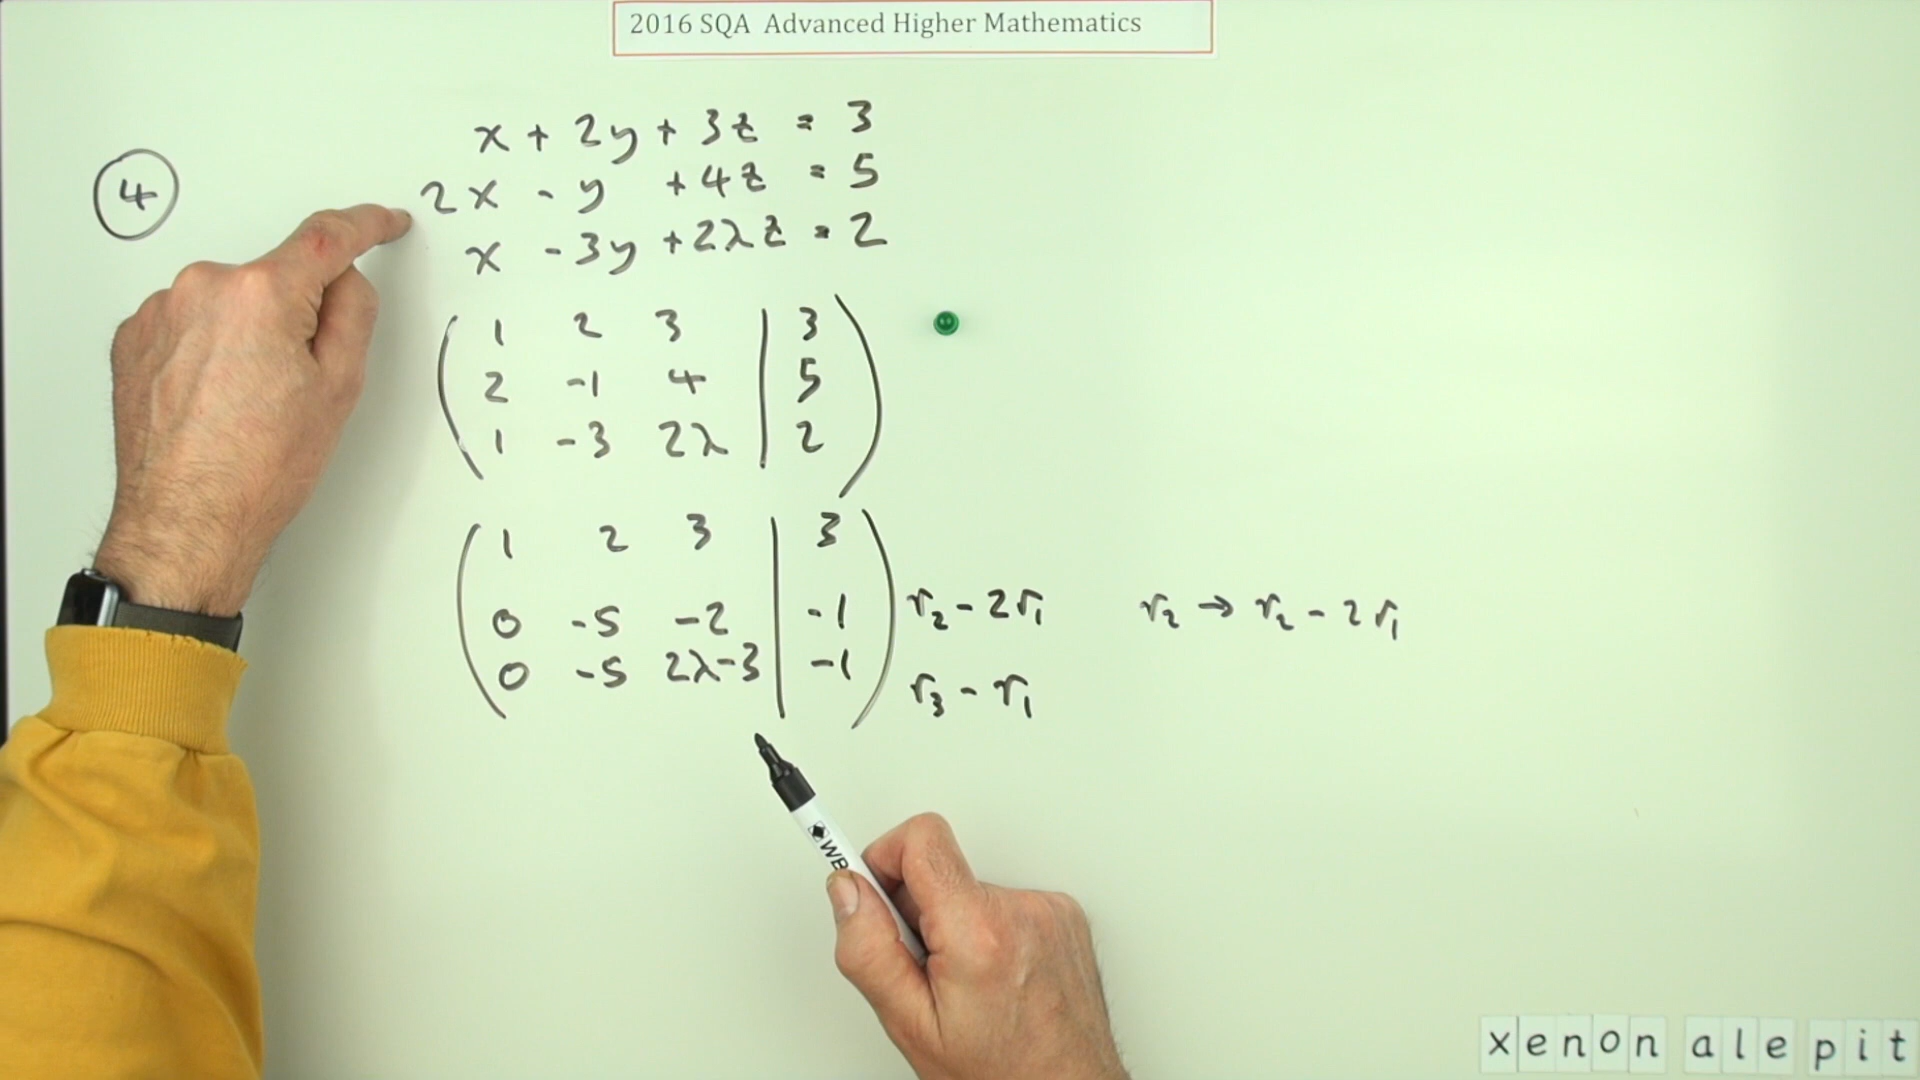 2016 SQA Advanced Higher Mathematics
4
x + 2y + 3z = 3
2x - y + 4z = 5
x - 3y + 2λz = 2
1 2 3 | 3
2 -1 4 | 5
1 -3 2λ | 2
1 2 3 | 3
0 -5 -2 | -1 r₂ - 2r₁ r₂ → r₂ - 2r₁
0 -5 2λ-3 | -1 r₃ - r₁
WB
xenon alepit